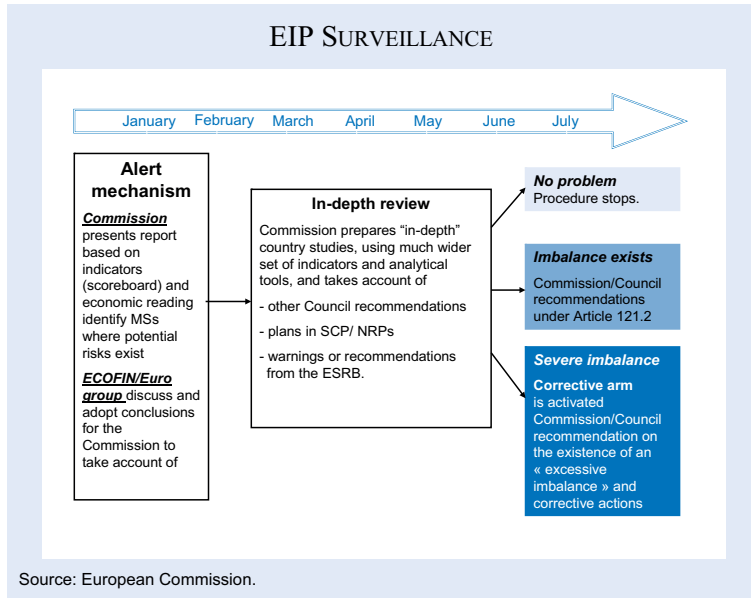 EIP SURVEILLANCE
January February March April May June July
Alert
mechanism
Commission
presents report
based on
indicators
(scoreboard) and
economic reading
identify MSs
where potential
risks exist
ECOFIN/Euro
group discuss and
adopt conclusions
for the
Commission to
take account of
In-depth review
Commission prepares “in-depth”
country studies, using much wider
set of indicators and analytical
tools, and takes account of
- other Council recommendations
- plans in SCP/ NRPs
- warnings or recommendations
from the ESRB.
No problem
Procedure stops.
Imbalance exists
Commission/Council
recommendations
under Article 121.2
Severe imbalance
Corrective arm
is activated
Commission/Council
recommendation on
the existence of an
« excessive
imbalance » and
corrective actions
Source: European Commission.